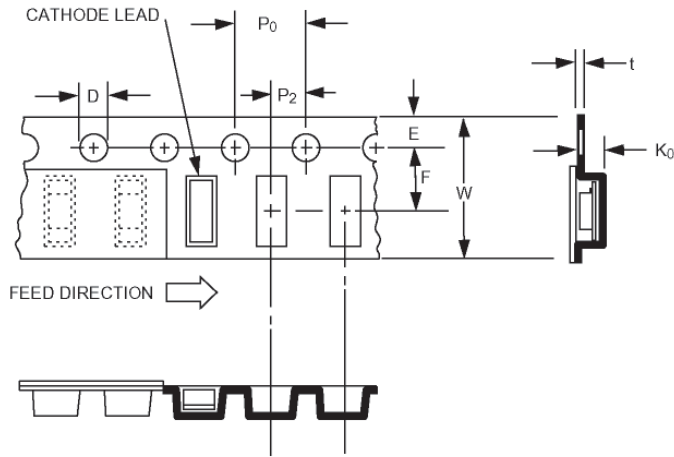 CATHODE LEAD
P0
D
P2
t
E
K0
F
W
FEED DIRECTION